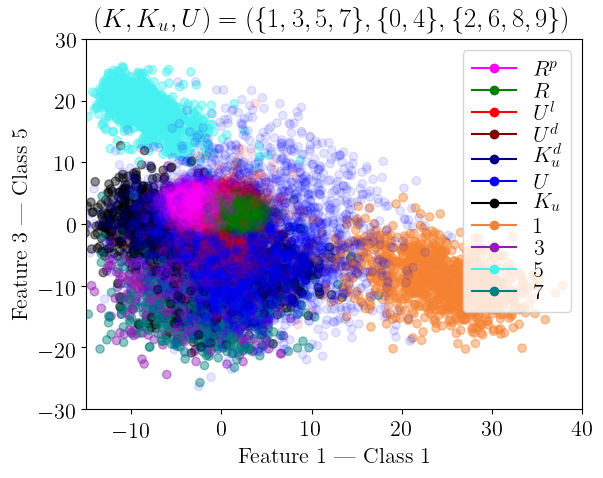 (K, K_u, U) = ({1, 3, 5, 7}, {0, 4}, {2, 6, 8, 9})
30
20
10
0
−10
−20
−30
Feature 3 — Class 5
R^p
R
U^l
U^d
K_u^d
U
K_u
1
3
5
7
−10
0
10
20
30
40
Feature 1 — Class 1